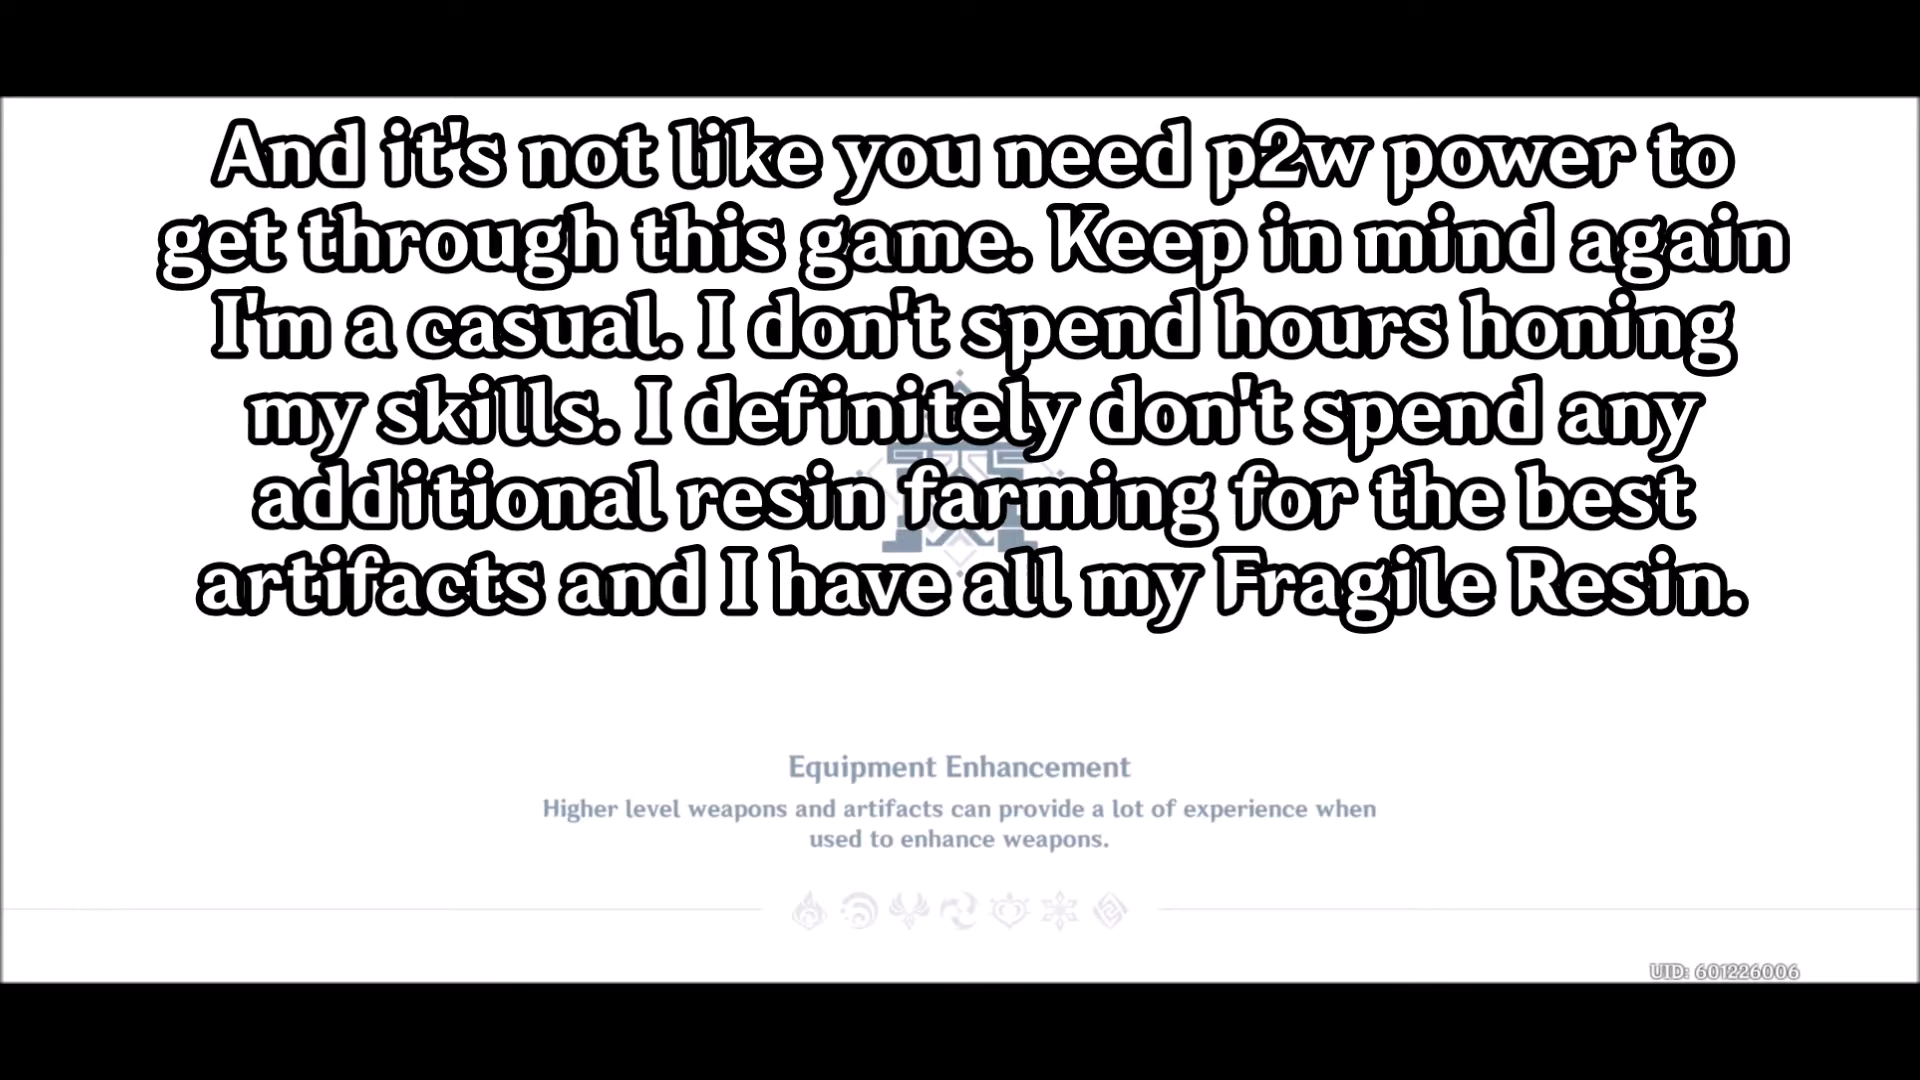 And it's not like you need p2w power to
get through this game. Keep in mind again
I'm a casual. I don't spend hours honing
my skills. I definitely don't spend any
additional resin farming for the best
artifacts and I have all my Fragile Resin.
Equipment Enhancement
Higher level weapons and artifacts can provide a lot of experience when
used to enhance weapons.
UID: 601226006